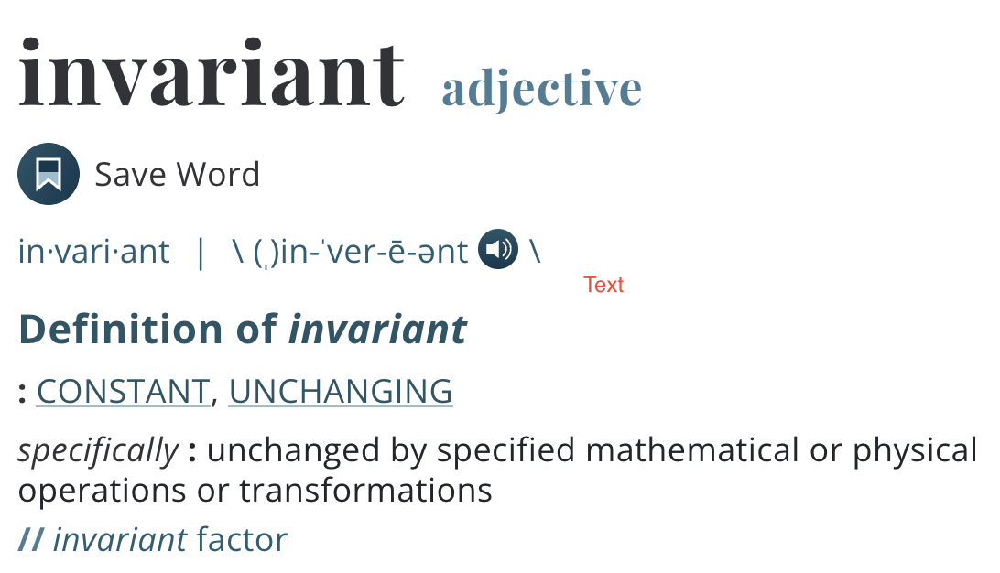 invariant adjective
Save Word
in·vari·ant | \ (ˌ)in-ˈver-ē-ənt \
Text
Definition of invariant
: CONSTANT, UNCHANGING
specifically : unchanged by specified mathematical or physical
operations or transformations
// invariant factor